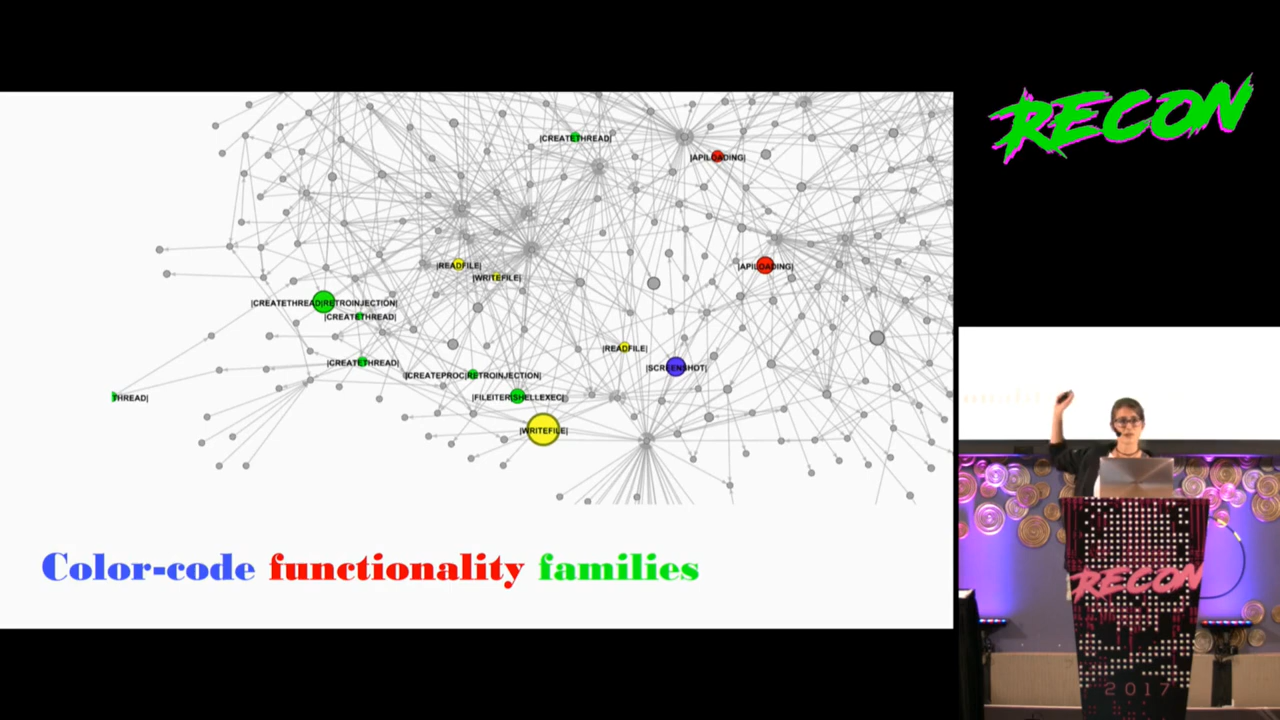 RECON
|CREATETHREAD|
|APILOADING|
|READFILE|
|APILOADING|
|WRITEFILE|
|CREATETHREAD|RETROINJECTION|
|CREATETHREAD|
|READFILE|
|CREATETHREAD|
|SCREENSHOT|
|CREATEPROC|RETROINJECTION|
THREAD|
|FILEITER|SHELLEXEC|
|WRITEFILE|
Color-code functionality families
RECON
2017